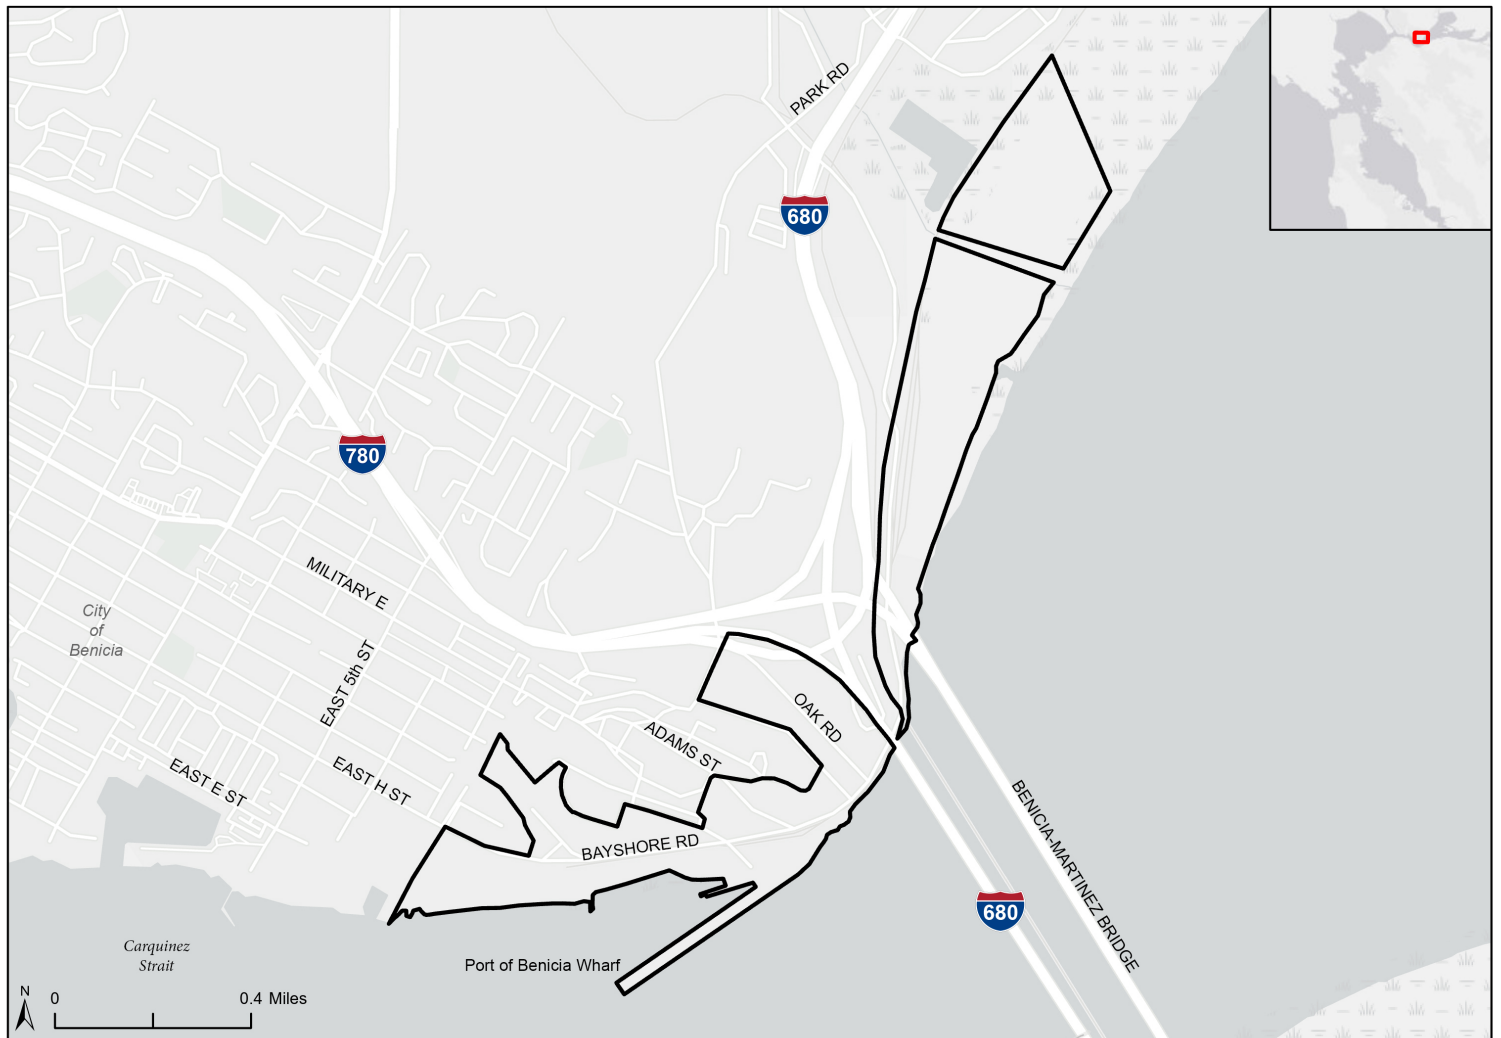 PARK RD
680
780
MILITARY E
City
of
Benicia
EAST 5th ST
OAK RD
ADAMS ST
EAST E ST
EAST H ST
BAYSHORE RD
BENICIA-MARTINEZ BRIDGE
680
Carquinez
Strait
Port of Benicia Wharf
N
0 0.4 Miles